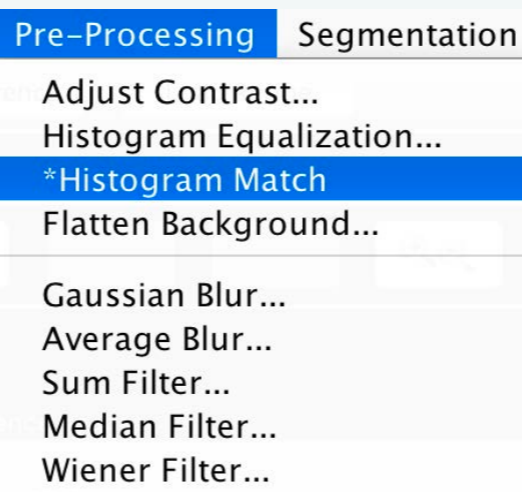 Pre-Processing Segmentation
Adjust Contrast...
Histogram Equalization...
*Histogram Match
Flatten Background...
Gaussian Blur...
Average Blur...
Sum Filter...
Median Filter...
Wiener Filter...